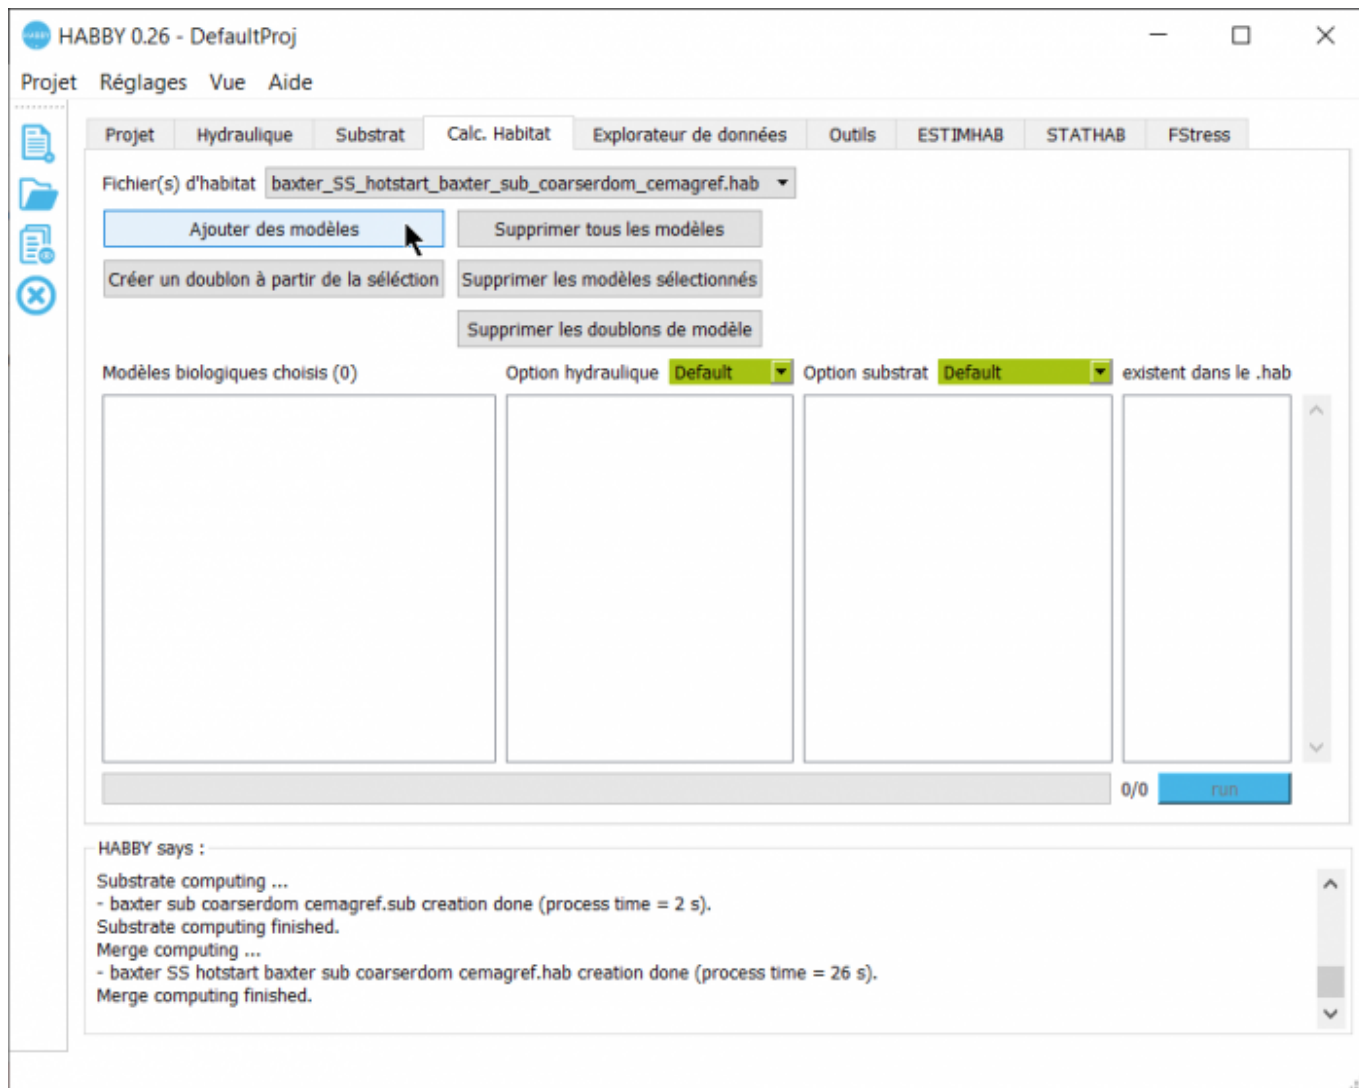 HABBY 0.26 - DefaultProj
Projet Réglages Vue Aide
Projet Hydraulique Substrat Calc. Habitat Explorateur de données Outils ESTIMHAB STATHAB FStress
Fichier(s) d'habitat baxter_SS_hotstart_baxter_sub_coarserdom_cemagref.hab
Ajouter des modèles Supprimer tous les modèles
Créer un doublon à partir de la séléction Supprimer les modèles sélectionnés
Supprimer les doublons de modèle
Modèles biologiques choisis (0) Option hydraulique Default Option substrat Default existent dans le .hab
0/0 run
HABBY says :
Substrate computing ...
- baxter sub coarserdom cemagref.sub creation done (process time = 2 s).
Substrate computing finished.
Merge computing ...
- baxter SS hotstart baxter sub coarserdom cemagref.hab creation done (process time = 26 s).
Merge computing finished.